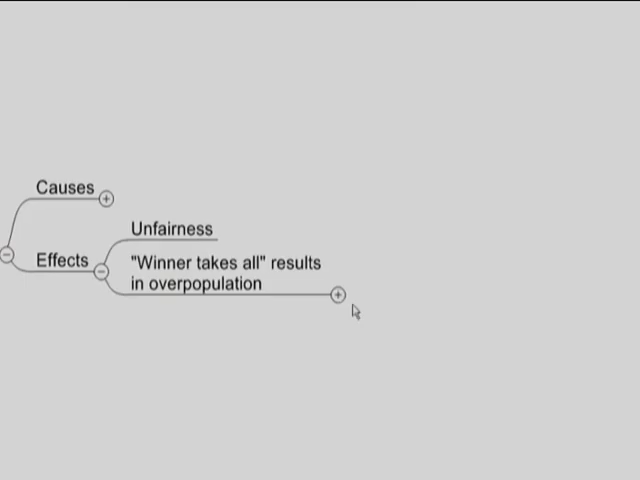 Causes
Unfairness
Effects
"Winner takes all" results
in overpopulation